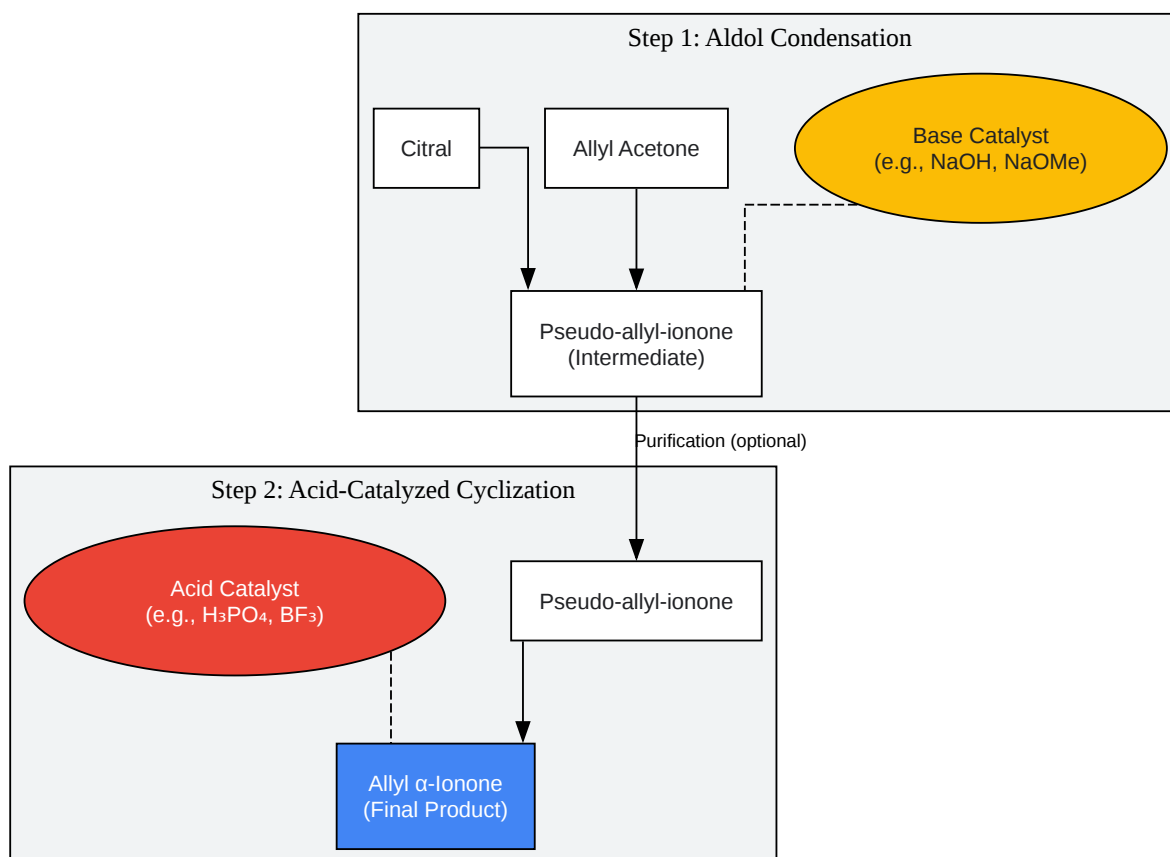 Step 1: Aldol Condensation
Citral
Allyl Acetone
Base Catalyst
(e.g., NaOH, NaOMe)
Pseudo-allyl-ionone
(Intermediate)
Purification (optional)
Step 2: Acid-Catalyzed Cyclization
Acid Catalyst
(e.g., H₃PO₄, BF₃)
Pseudo-allyl-ionone
Allyl α-Ionone
(Final Product)